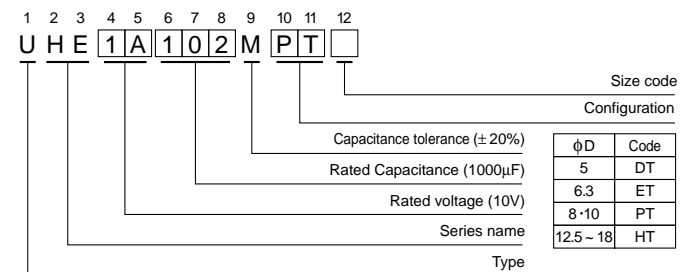 1 2 3 4 5 6 7 8 9 10 11 12
U H E 1 A 1 0 2 M P T
Size code
Configuration
Capacitance tolerance (±20%)
Rated Capacitance (1000μF)
Rated voltage (10V)
Series name
Type
ϕD Code
5 DT
6.3 ET
8·10 PT
12.5 ~ 18 HT